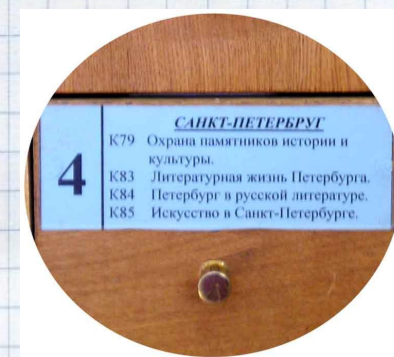 САНКТ-ПЕТЕРБРУГ
4
К79 Охрана памятников истории и
культуры.
К83 Литературная жизнь Петербурга.
К84 Петербург в русской литературе.
К85 Искусство в Санкт-Петербурге.